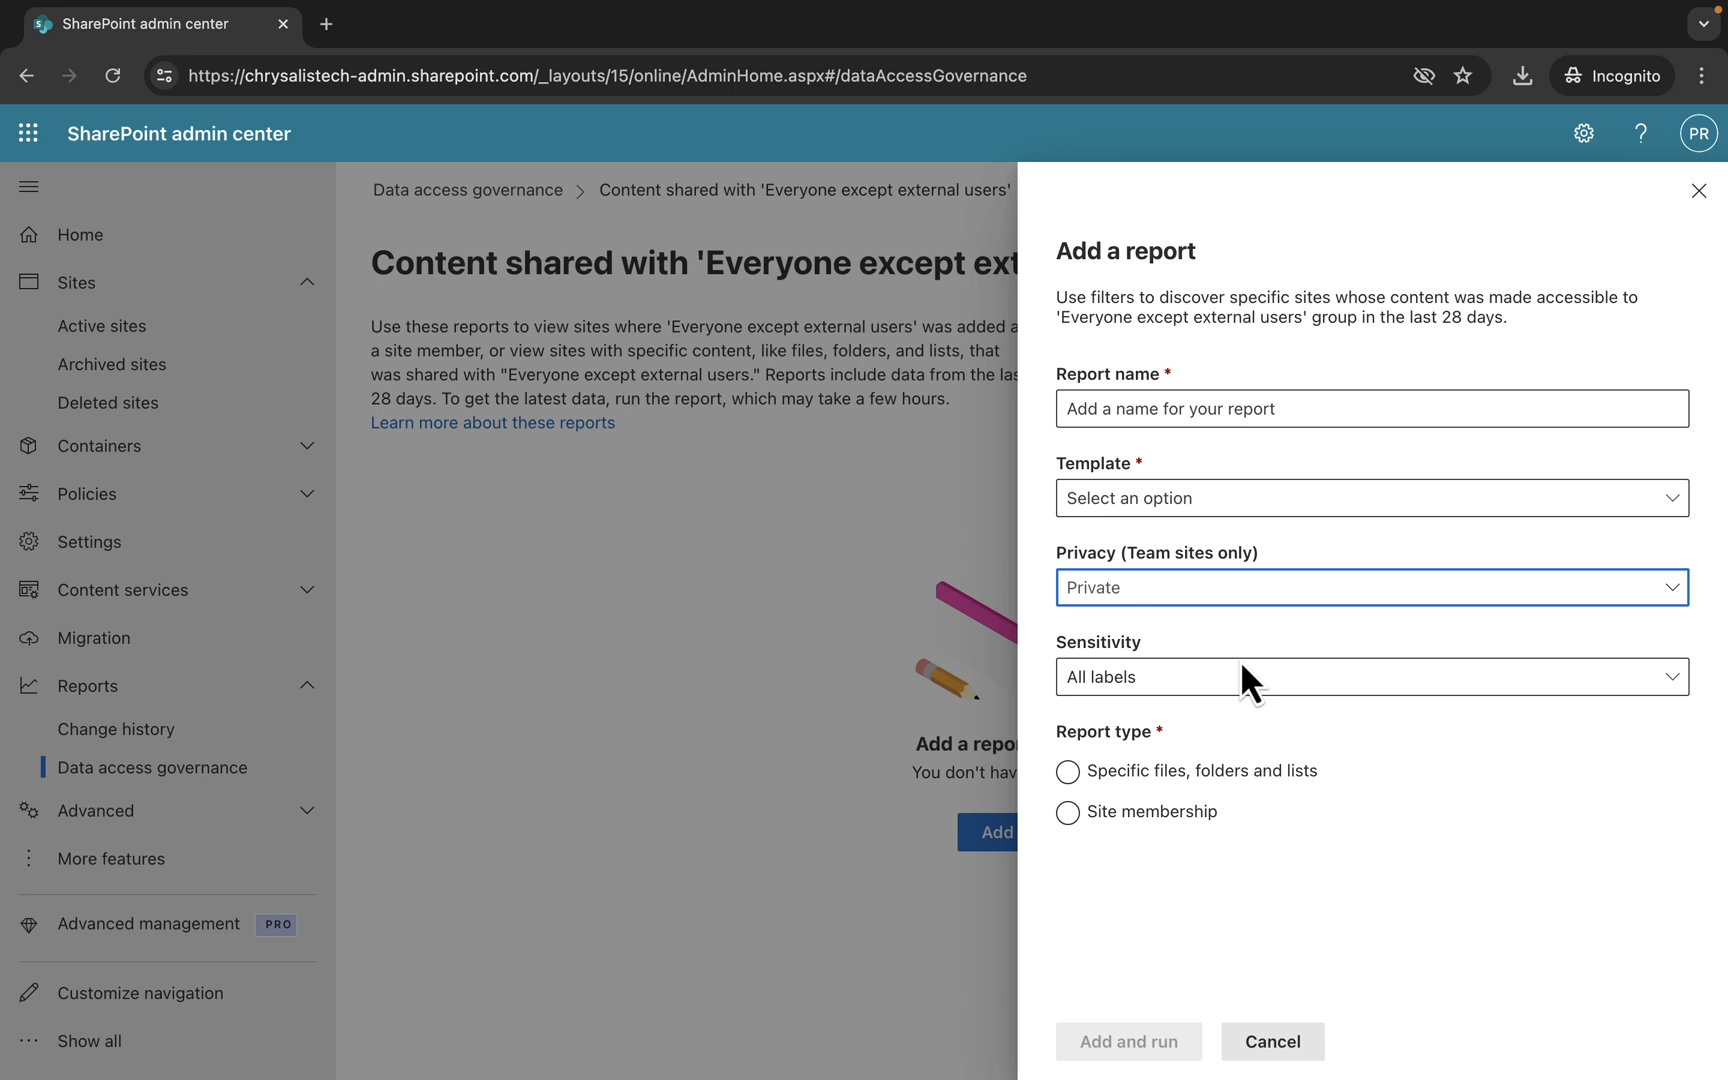 SharePoint admin center
https://chrysalistech-admin.sharepoint.com/_layouts/15/online/AdminHome.aspx#/dataAccessGovernance
Incognito
SharePoint admin center
PR
Home
Sites
Active sites
Archived sites
Deleted sites
Containers
Policies
Settings
Content services
Migration
Reports
Change history
Data access governance
Advanced
More features
Advanced management PRO
Customize navigation
Show all
Data access governance > Content shared with 'Everyone except external users'
Content shared with 'Everyone except ext
Use these reports to view sites where 'Everyone except external users' was added a
a site member, or view sites with specific content, like files, folders, and lists, that
was shared with "Everyone except external users." Reports include data from the las
28 days. To get the latest data, run the report, which may take a few hours.
Learn more about these reports
Add a repo
You don't hav
Add
Add a report
Use filters to discover specific sites whose content was made accessible to
'Everyone except external users' group in the last 28 days.
Report name *
Add a name for your report
Template *
Select an option
Privacy (Team sites only)
Private
Sensitivity
All labels
Report type *
Specific files, folders and lists
Site membership
Add and run
Cancel